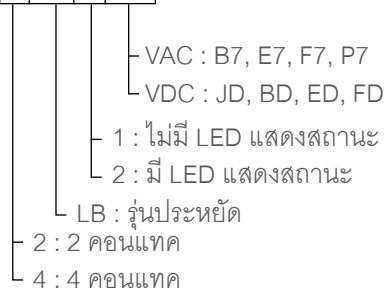 VAC : B7, E7, F7, P7
VDC : JD, BD, ED, FD
1 : ไม่มี LED แสดงสถานะ
2 : มี LED แสดงสถานะ
LB : รุ่นประหยัด
2 : 2 คอนแทค
4 : 4 คอนแทค